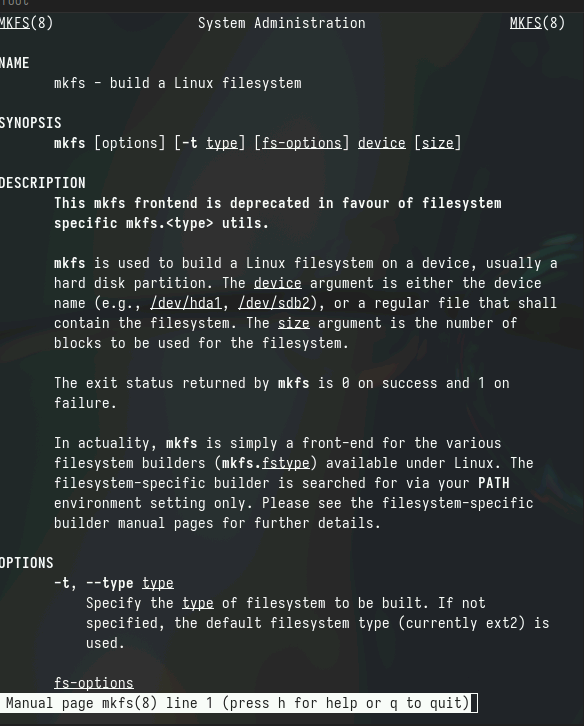 MKFS(8) System Administration MKFS(8)
NAME
mkfs - build a Linux filesystem
SYNOPSIS
mkfs [options] [-t type] [fs-options] device [size]
DESCRIPTION
This mkfs frontend is deprecated in favour of filesystem
specific mkfs.<type> utils.
mkfs is used to build a Linux filesystem on a device, usually a
hard disk partition. The device argument is either the device
name (e.g., /dev/hda1, /dev/sdb2), or a regular file that shall
contain the filesystem. The size argument is the number of
blocks to be used for the filesystem.
The exit status returned by mkfs is 0 on success and 1 on
failure.
In actuality, mkfs is simply a front-end for the various
filesystem builders (mkfs.fstype) available under Linux. The
filesystem-specific builder is searched for via your PATH
environment setting only. Please see the filesystem-specific
builder manual pages for further details.
OPTIONS
-t, --type type
Specify the type of filesystem to be built. If not
specified, the default filesystem type (currently ext2) is
used.
fs-options
Manual page mkfs(8) line 1 (press h for help or q to quit)